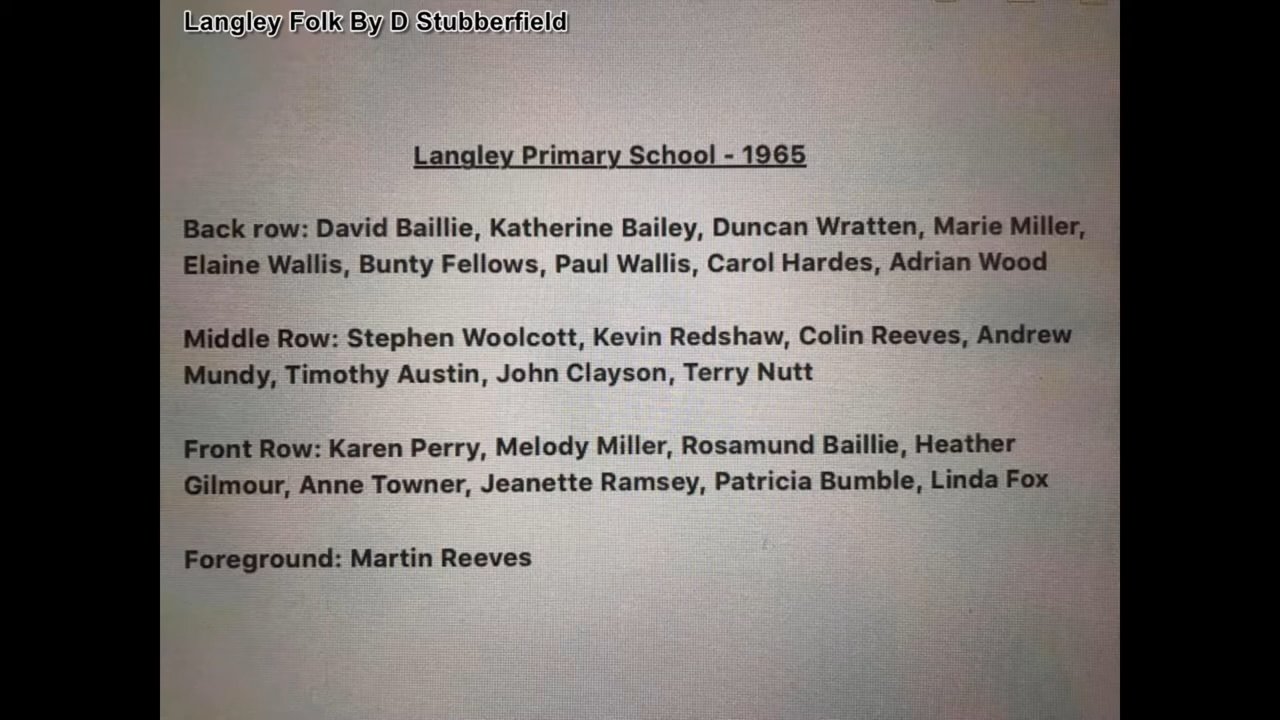 Langley Folk By D Stubberfield
Langley Primary School - 1965
Back row: David Baillie, Katherine Bailey, Duncan Wratten, Marie Miller,
Elaine Wallis, Bunty Fellows, Paul Wallis, Carol Hardes, Adrian Wood
Middle Row: Stephen Woolcott, Kevin Redshaw, Colin Reeves, Andrew
Mundy, Timothy Austin, John Clayson, Terry Nutt
Front Row: Karen Perry, Melody Miller, Rosamund Baillie, Heather
Gilmour, Anne Towner, Jeanette Ramsey, Patricia Bumble, Linda Fox
Foreground: Martin Reeves